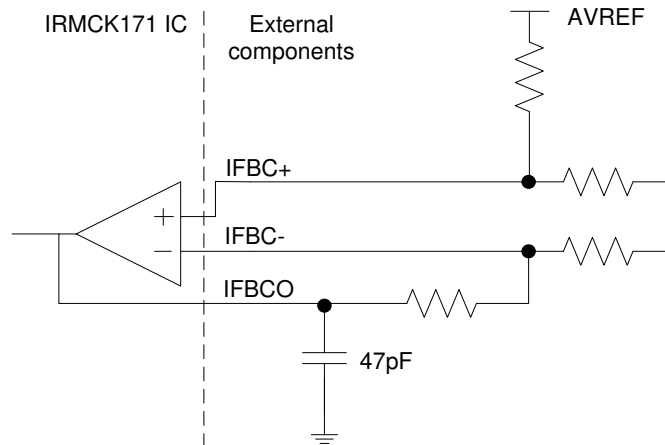 IRMCK171 IC
External
components
AVREF
IFBC+
+
IFBC-
−
IFBCO
47pF